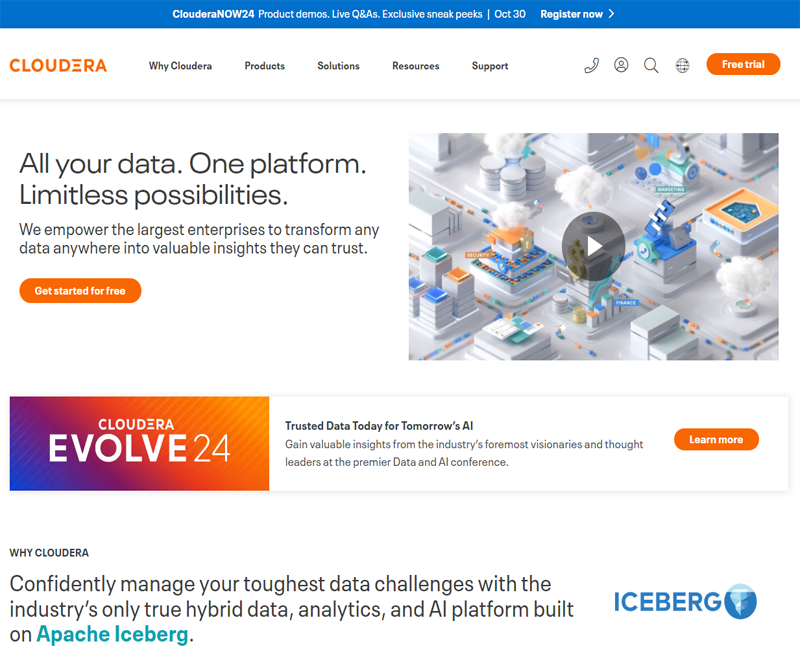 ClouderaNOW24 Product demos. Live Q&As. Exclusive sneak peeks | Oct 30 Register now
CLOUDERA
Why Cloudera
Products
Solutions
Resources
Support
Free trial
All your data. One platform.
Limitless possibilities.
We empower the largest enterprises to transform any
data anywhere into valuable insights they can trust.
Get started for free
MARKETING
SECURITY
FINANCE
CLOUDERA
EVOLVE24
Trusted Data Today for Tomorrow's AI
Gain valuable insights from the industry's foremost visionaries and thought
leaders at the premier Data and AI conference.
Learn more
WHY CLOUDERA
Confidently manage your toughest data challenges with the
industry's only true hybrid data, analytics, and AI platform built
on Apache Iceberg.
ICEBERG